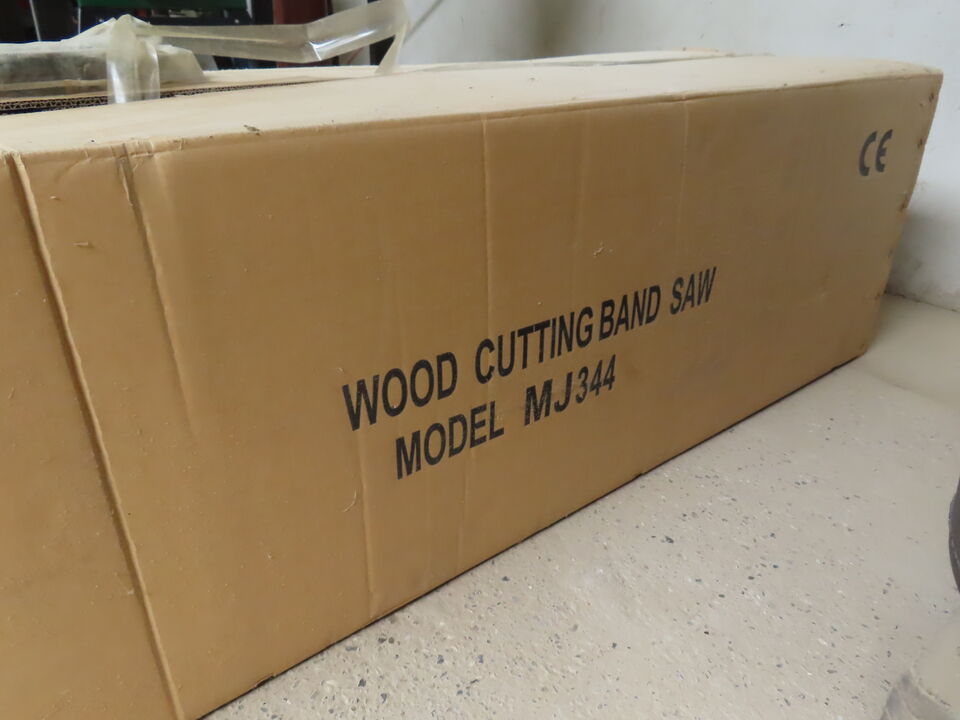 CE
WOOD CUTTING BAND SAW
MODEL MJ344